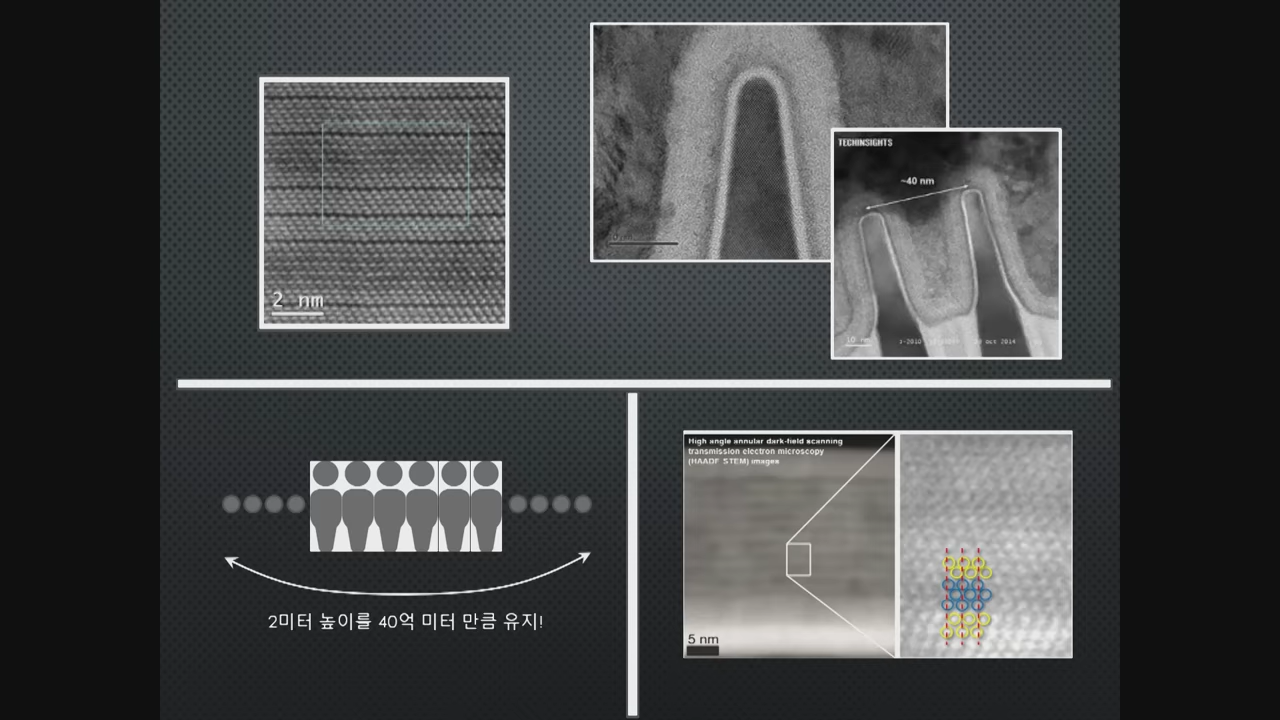 2 nm
TECHINSIGHTS
~40 nm
10 nm
Oct 2014
2미터 높이를 40억 미터 만큼 유지!
High angle annular dark-field scanning
transmission electron microscopy
(HAADF STEM) images
5 nm